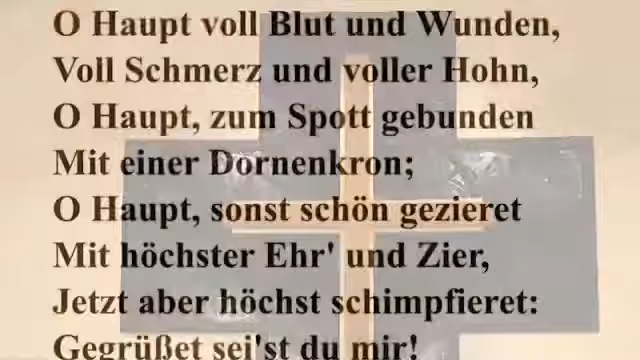 O Haupt voll Blut und Wunden,
Voll Schmerz und voller Hohn,
O Haupt, zum Spott gebunden
Mit einer Dornenkron;
O Haupt, sonst schön gezieret
Mit höchster Ehr' und Zier,
Jetzt aber höchst schimpfieret:
Gegrüßet sei'st du mir!